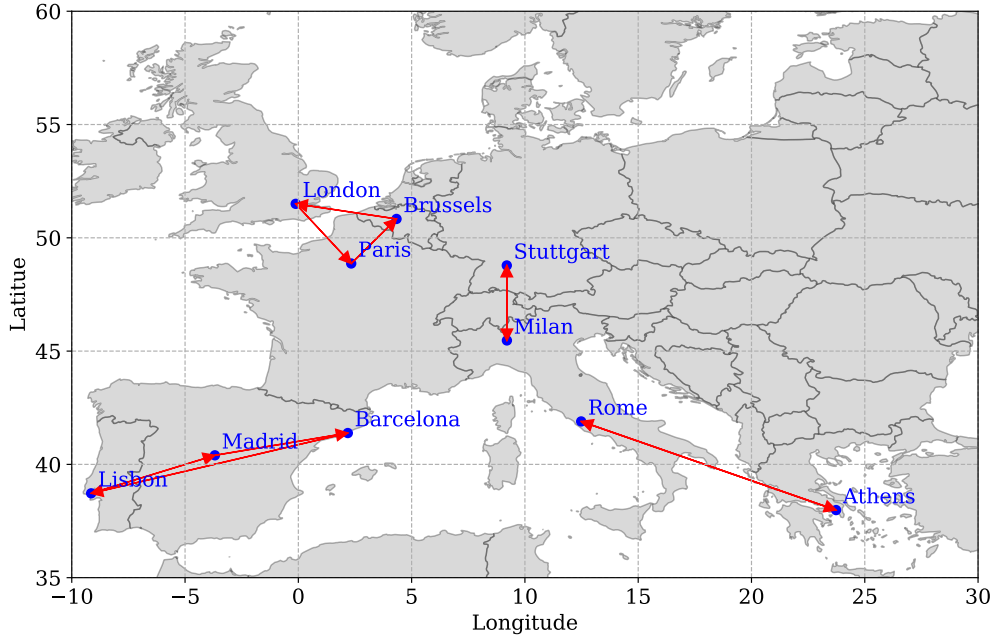 60
55
50
45
40
35
Latitue
London
Brussels
Paris
Stuttgart
Milan
Rome
Barcelona
Madrid
Lisbon
Athens
−10
−5
0
5
10
15
20
25
30
Longitude